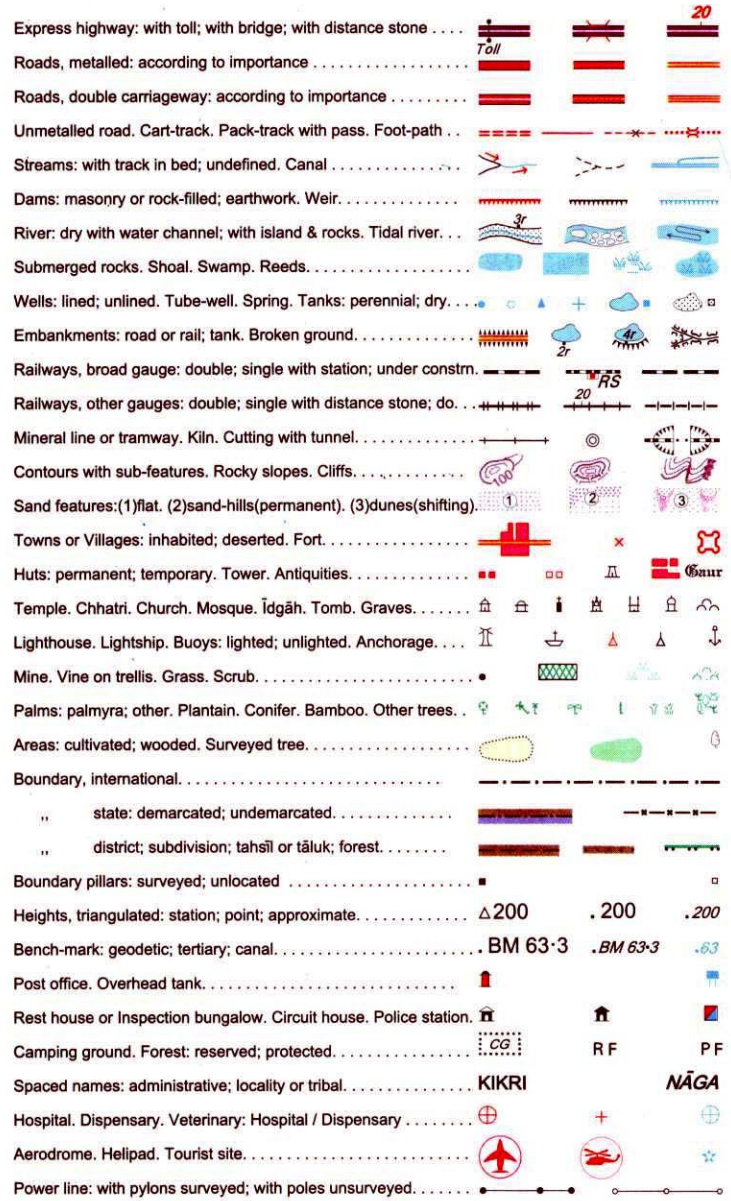 20
Express highway: with toll; with bridge; with distance stone . . . .
Toll
Roads, metalled: according to importance . . . . . . . . . . . . . . . .
Roads, double carriageway: according to importance . . . . . . . . .
Unmetalled road. Cart-track. Pack-track with pass. Foot-path . .
Streams: with track in bed; undefined. Canal . . . . . . . . . . . . . .
Dams: masonry or rock-filled; earthwork. Weir. . . . . . . . . . . . .
3r
River: dry with water channel; with island & rocks. Tidal river. . .
Submerged rocks. Shoal. Swamp. Reeds. . . . . . . . . . . . . . . . .
Wells: lined; unlined. Tube-well. Spring. Tanks: perennial; dry. . . .
Embankments: road or rail; tank. Broken ground. . . . . . . . . . . .
2r
4r
Railways, broad gauge: double; single with station; under constrn.
RS
Railways, other gauges: double; single with distance stone; do. . .
20
Mineral line or tramway. Kiln. Cutting with tunnel. . . . . . . . . . . .
Contours with sub-features. Rocky slopes. Cliffs. . . . . . . . . . . .
100
Sand features:(1)flat. (2)sand-hills(permanent). (3)dunes(shifting).
1 2 3
Towns or Villages: inhabited; deserted. Fort. . . . . . . . . . . . . . .
Huts: permanent; temporary. Tower. Antiquities. . . . . . . . . . . . .
Gaur
Temple. Chhatri. Church. Mosque. Īdgāh. Tomb. Graves. . . . . . .
Lighthouse. Lightship. Buoys: lighted; unlighted. Anchorage. . . .
Mine. Vine on trellis. Grass. Scrub. . . . . . . . . . . . . . . . . . . . .
Palms: palmyra; other. Plantain. Conifer. Bamboo. Other trees. .
Areas: cultivated; wooded. Surveyed tree. . . . . . . . . . . . . . . .
Boundary, international. . . . . . . . . . . . . . . . . . . . . . . . . .
,, state: demarcated; undemarcated. . . . . . . . . . . . .
,, district; subdivision; tahsīl or tāluk; forest. . . . . . . .
Boundary pillars: surveyed; unlocated . . . . . . . . . . . . . . . . .
Heights, triangulated: station; point; approximate. . . . . . . . . . . . 200 . 200 .200
Bench-mark: geodetic; tertiary; canal. . . . . . . . . . . . . . . . . . . . . BM 63·3 .BM 63·3 .63
Post office. Overhead tank. . . . . . . . . . . . . . . . . . . . . . . . . .
Rest house or Inspection bungalow. Circuit house. Police station.
Camping ground. Forest: reserved; protected. . . . . . . . . . . . . . CG R F P F
Spaced names: administrative; locality or tribal. . . . . . . . . . . . . KIKRI NĀGA
Hospital. Dispensary. Veterinary: Hospital / Dispensary . . . . . . . .
Aerodrome. Helipad. Tourist site. . . . . . . . . . . . . . . . . . . . . .
Power line: with pylons surveyed; with poles unsurveyed. . . . . . .